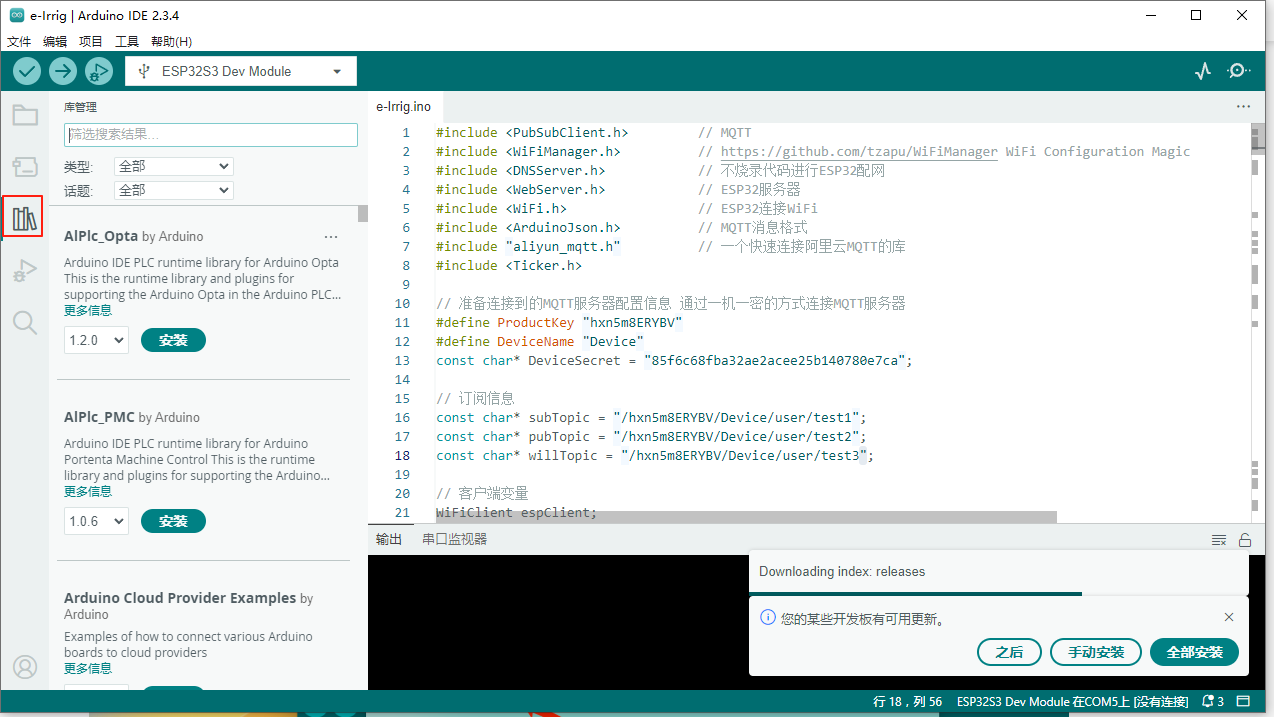 e-Irrig | Arduino IDE 2.3.4
文件 编辑 项目 工具 帮助(H)
ESP32S3 Dev Module
库管理
筛选搜索结果...
类型: 全部
话题: 全部
AlPlc_Opta by Arduino
Arduino IDE PLC runtime library for Arduino Opta
This is the runtime library and plugins for
supporting the Arduino Opta in the Arduino PLC...
更多信息
1.2.0 安装
AlPlc_PMC by Arduino
Arduino IDE PLC runtime library for Arduino
Portenta Machine Control This is the runtime
library and plugins for supporting the Arduino...
更多信息
1.0.6 安装
Arduino Cloud Provider Examples by
Arduino
Examples of how to connect various Arduino
boards to cloud providers
更多信息
e-Irrig.ino
1 #include <PubSubClient.h> // MQTT
2 #include <WiFiManager.h> // https://github.com/tzapu/WiFiManager WiFi Configuration Magic
3 #include <DNSServer.h> // 不烧录代码进行ESP32配网
4 #include <WebServer.h> // ESP32服务器
5 #include <WiFi.h> // ESP32连接WiFi
6 #include <ArduinoJson.h> // MQTT消息格式
7 #include "aliyun_mqtt.h" // 一个快速连接阿里云MQTT的库
8 #include <Ticker.h>
9
10 // 准备连接到的MQTT服务器配置信息 通过一机一密的方式连接MQTT服务器
11 #define ProductKey "hxn5m8ERYBV"
12 #define DeviceName "Device"
13 const char* DeviceSecret = "85f6c68fba32ae2acee25b140780e7ca";
14
15 // 订阅信息
16 const char* subTopic = "/hxn5m8ERYBV/Device/user/test1";
17 const char* pubTopic = "/hxn5m8ERYBV/Device/user/test2";
18 const char* willTopic = "/hxn5m8ERYBV/Device/user/test3";
19
20 // 客户端变量
21 WiFiClient espClient;
输出 串口监视器
Downloading index: releases
您的某些开发板有可用更新。
之后 手动安装 全部安装
行 18，列 56 ESP32S3 Dev Module 在COM5上 [没有连接] 3